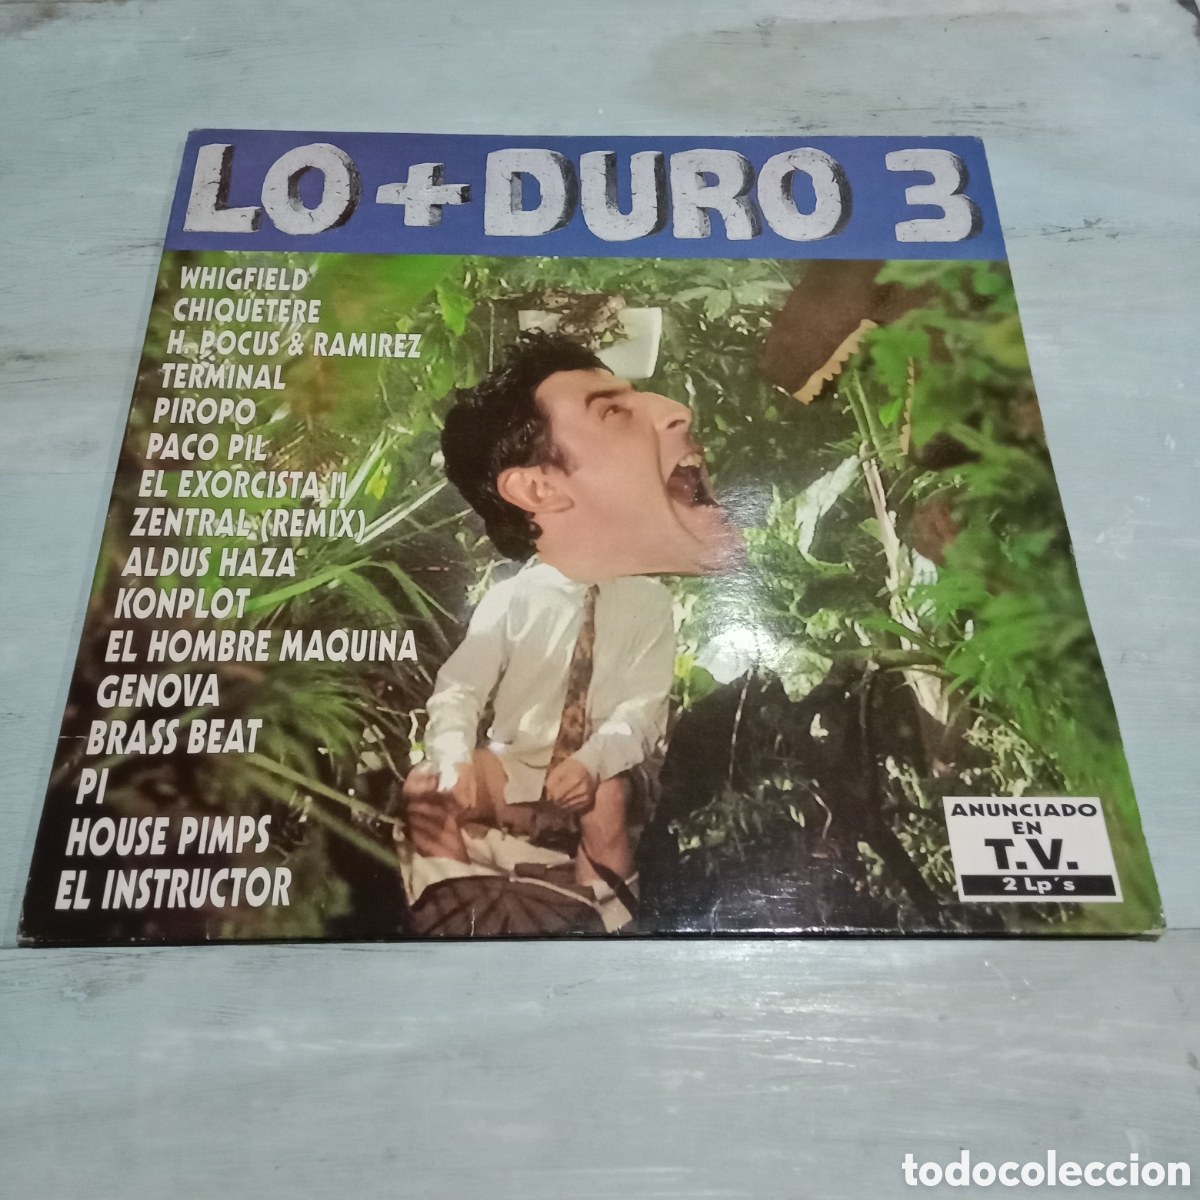 LO + DURO 3
WHIGFIELD
CHIQUETERE
H. POCUS & RAMIREZ
TERMINAL
PIROPO
PACO PIL
EL EXORCISTA II
ZENTRAL (REMIX)
ALDUS HAZA
KONPLOT
EL HOMBRE MAQUINA
GENOVA
BRASS BEAT
PI
HOUSE PIMPS
EL INSTRUCTOR
ANUNCIADO
EN
T.V.
2 Lp´s
todocoleccion